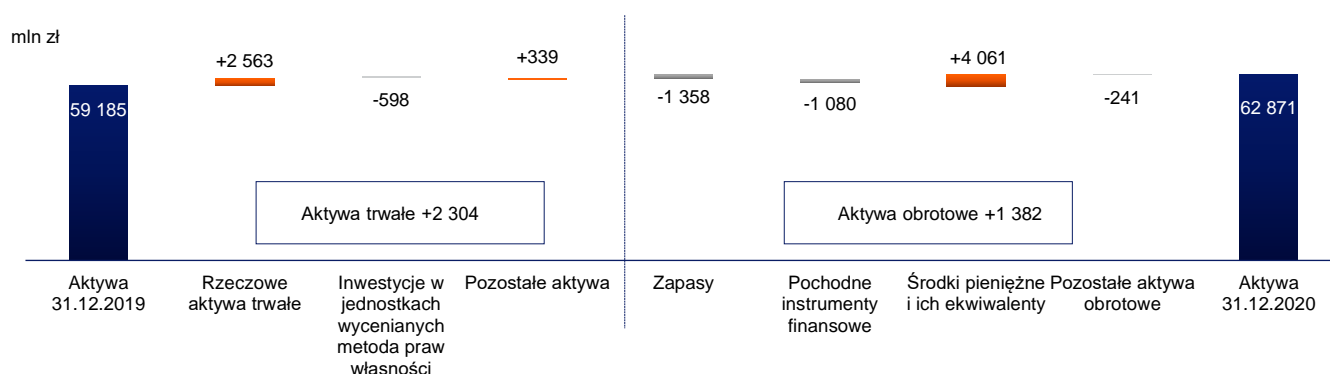 mln zł
+2 563
+339
+4 061
59 185
-598
-1 358
-1 080
-241
62 871
Aktywa trwałe +2 304
Aktywa obrotowe +1 382
Aktywa
31.12.2019
Rzeczowe
aktywa trwałe
Inwestycje w
jednostkach
wycenianych
metoda praw
własności
Pozostałe aktywa
Zapasy
Pochodne
instrumenty
finansowe
Środki pieniężne
i ich ekwiwalenty
Pozostałe aktywa
obrotowe
Aktywa
31.12.2020